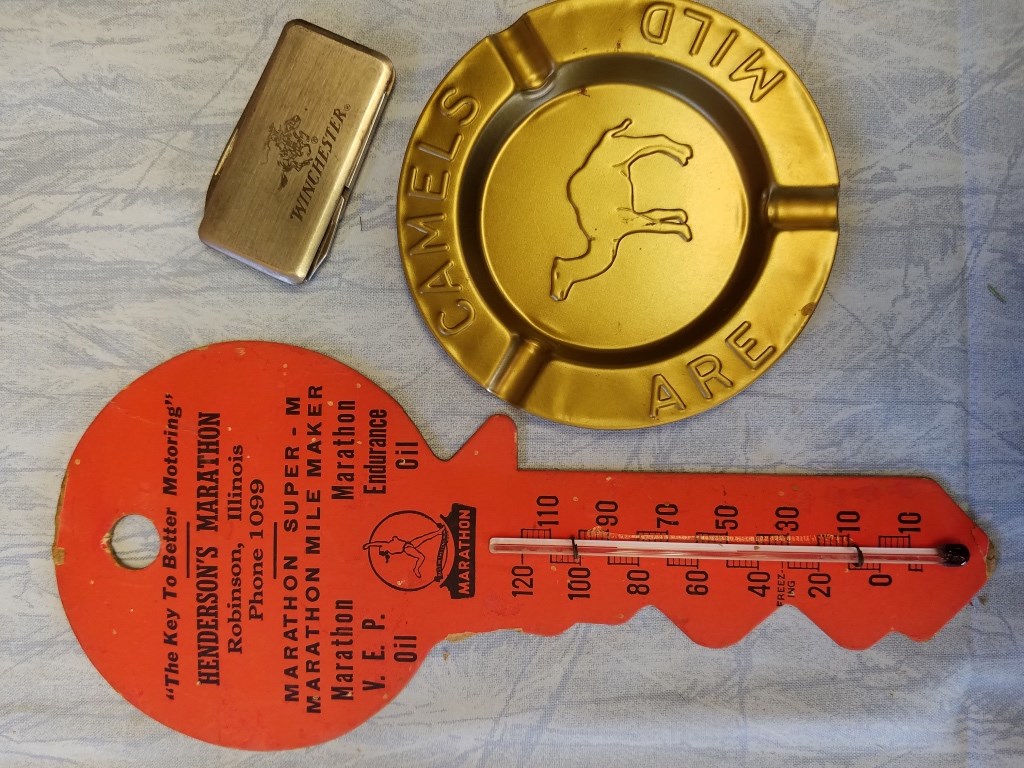 WINCHESTER®
CAMELS
ARE
MILD
"The Key To Better Motoring"
HENDERSON'S MARATHON
Robinson, Illinois
Phone 1099
MARATHON SUPER - M
MARATHON MILE MAKER
Marathon Marathon
V. E. P. Endurance
Oil Oil
MARATHON
120 110
100 90
80 70
60 50
40 30
FREEZ-
ING
20 10
0 10